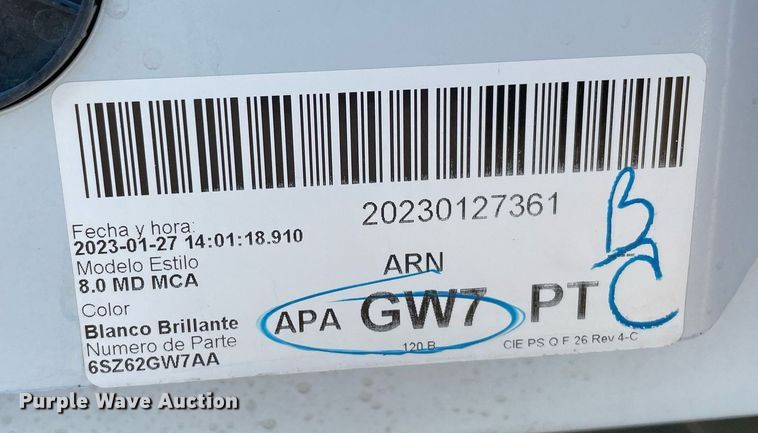 20230127361
Fecha y hora:
2023-01-27 14:01:18.910
Modelo Estilo
8.0 MD MCA
Color
Blanco Brillante
Numero de Parte
6SZ62GW7AA
ARN
APA GW7 PT
120 B
CIE PS O F 26 Rev 4-C
B
C
Purple Wave Auction